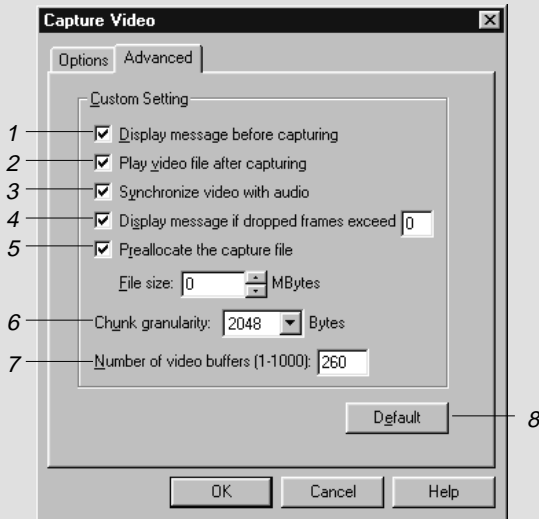 Capture Video
Options Advanced
Custom Setting
1 Display message before capturing
2 Play video file after capturing
3 Synchronize video with audio
4 Display message if dropped frames exceed 0
5 Preallocate the capture file
File size: 0 MBytes
6 Chunk granularity: 2048 Bytes
7 Number of video buffers (1-1000): 260
Default 8
OK Cancel Help